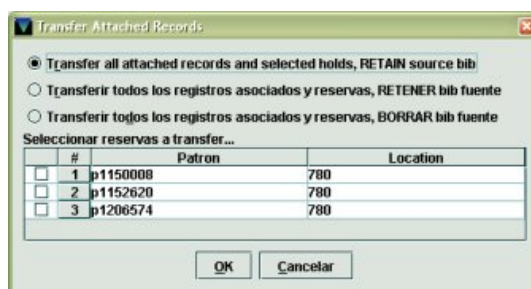 Transfer Attached Records
Transfer all attached records and selected holds, RETAIN source bib
Transferir todos los registros asociados y reservas, RETENER bib fuente
Transferir todos los registros asociados y reservas, BORRAR bib fuente
Seleccionar reservas a transfer...
# Patron Location
1 p1150008 780
2 p1152620 780
3 p1206574 780
OK Cancelar